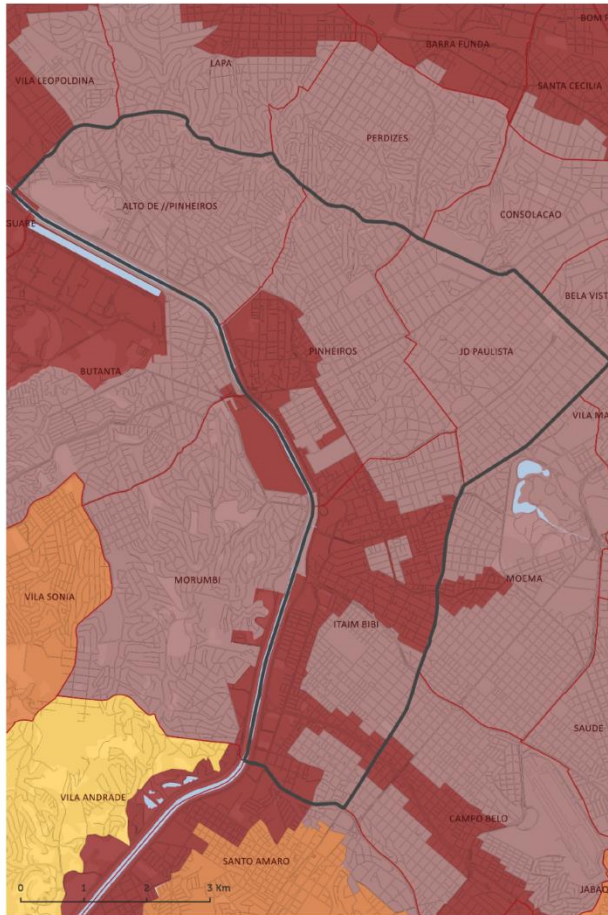 BOM
BARRA FUNDA
LAPA
VILA LEOPOLDINA
SANTA CECILIA
PERDIZES
ALTO DE //PINHEIROS
CONSOLACAO
GUARE
BELA VIST
PINHEIROS
JD PAULISTA
BUTANTA
VILA MA
MORUMBI
MOEMA
VILA SONIA
ITAIM BIBI
SAUDE
VILA ANDRADE
CAMPO BELO
SANTO AMARO
0 1 2 3 Km
JABAQ